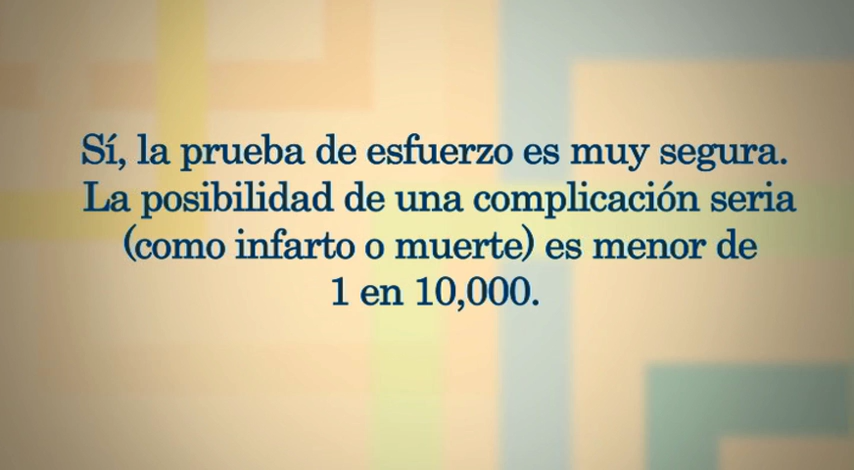 Sí, la prueba de esfuerzo es muy segura.
La posibilidad de una complicación seria
(como infarto o muerte) es menor de
1 en 10,000.